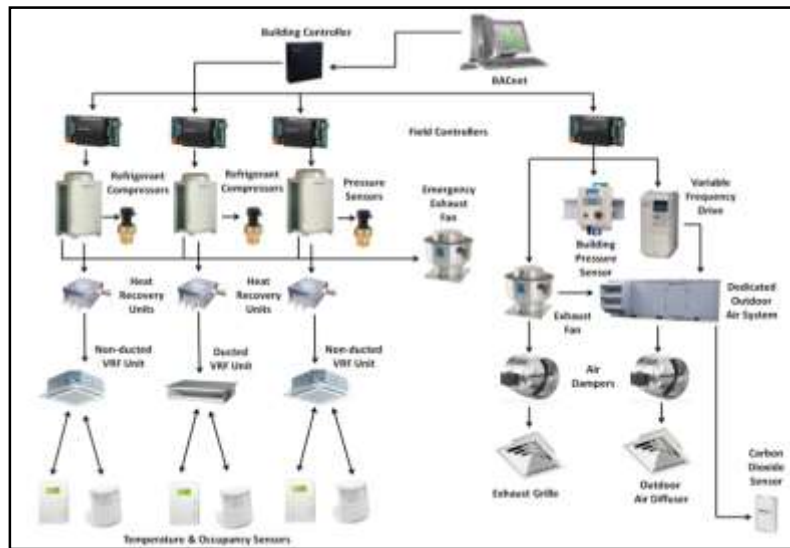 Building Controller
BACnet
Field Controllers
Refrigerant
Compressors
Refrigerant
Compressors
Pressure
Sensors
Emergency
Exhaust
Fan
Variable
Frequency
Drive
Building
Pressure
Sensor
Heat
Recovery
Units
Heat
Recovery
Units
Exhaust
Fan
Dedicated
Outdoor
Air System
Non-ducted
VRF Unit
Ducted
VRF Unit
Non-ducted
VRF Unit
Air
Dampers
Exhaust Grille
Outdoor
Air Diffuser
Carbon
Dioxide
Sensor
Temperature & Occupancy Sensors